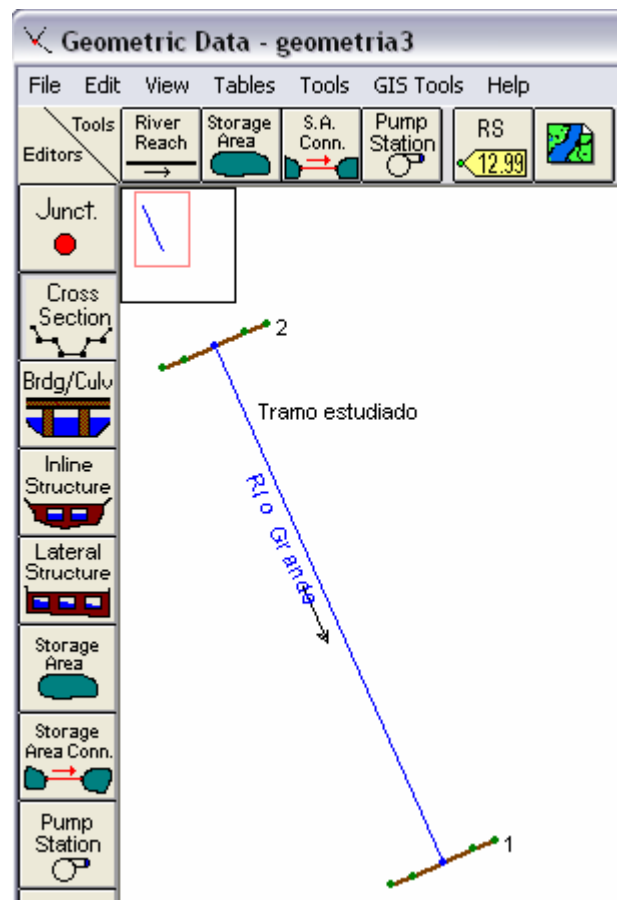 Geometric Data - geometria3
File Edit View Tables Tools GIS Tools Help
Tools
Editors
River
Reach
Storage
Area
S.A.
Conn.
Pump
Station
RS
12.99
Junct.
Cross
Section
Brdg/Culv
Inline
Structure
Lateral
Structure
Storage
Area
Storage
Area Conn.
Pump
Station
2
Tramo estudiado
Río Grande
1